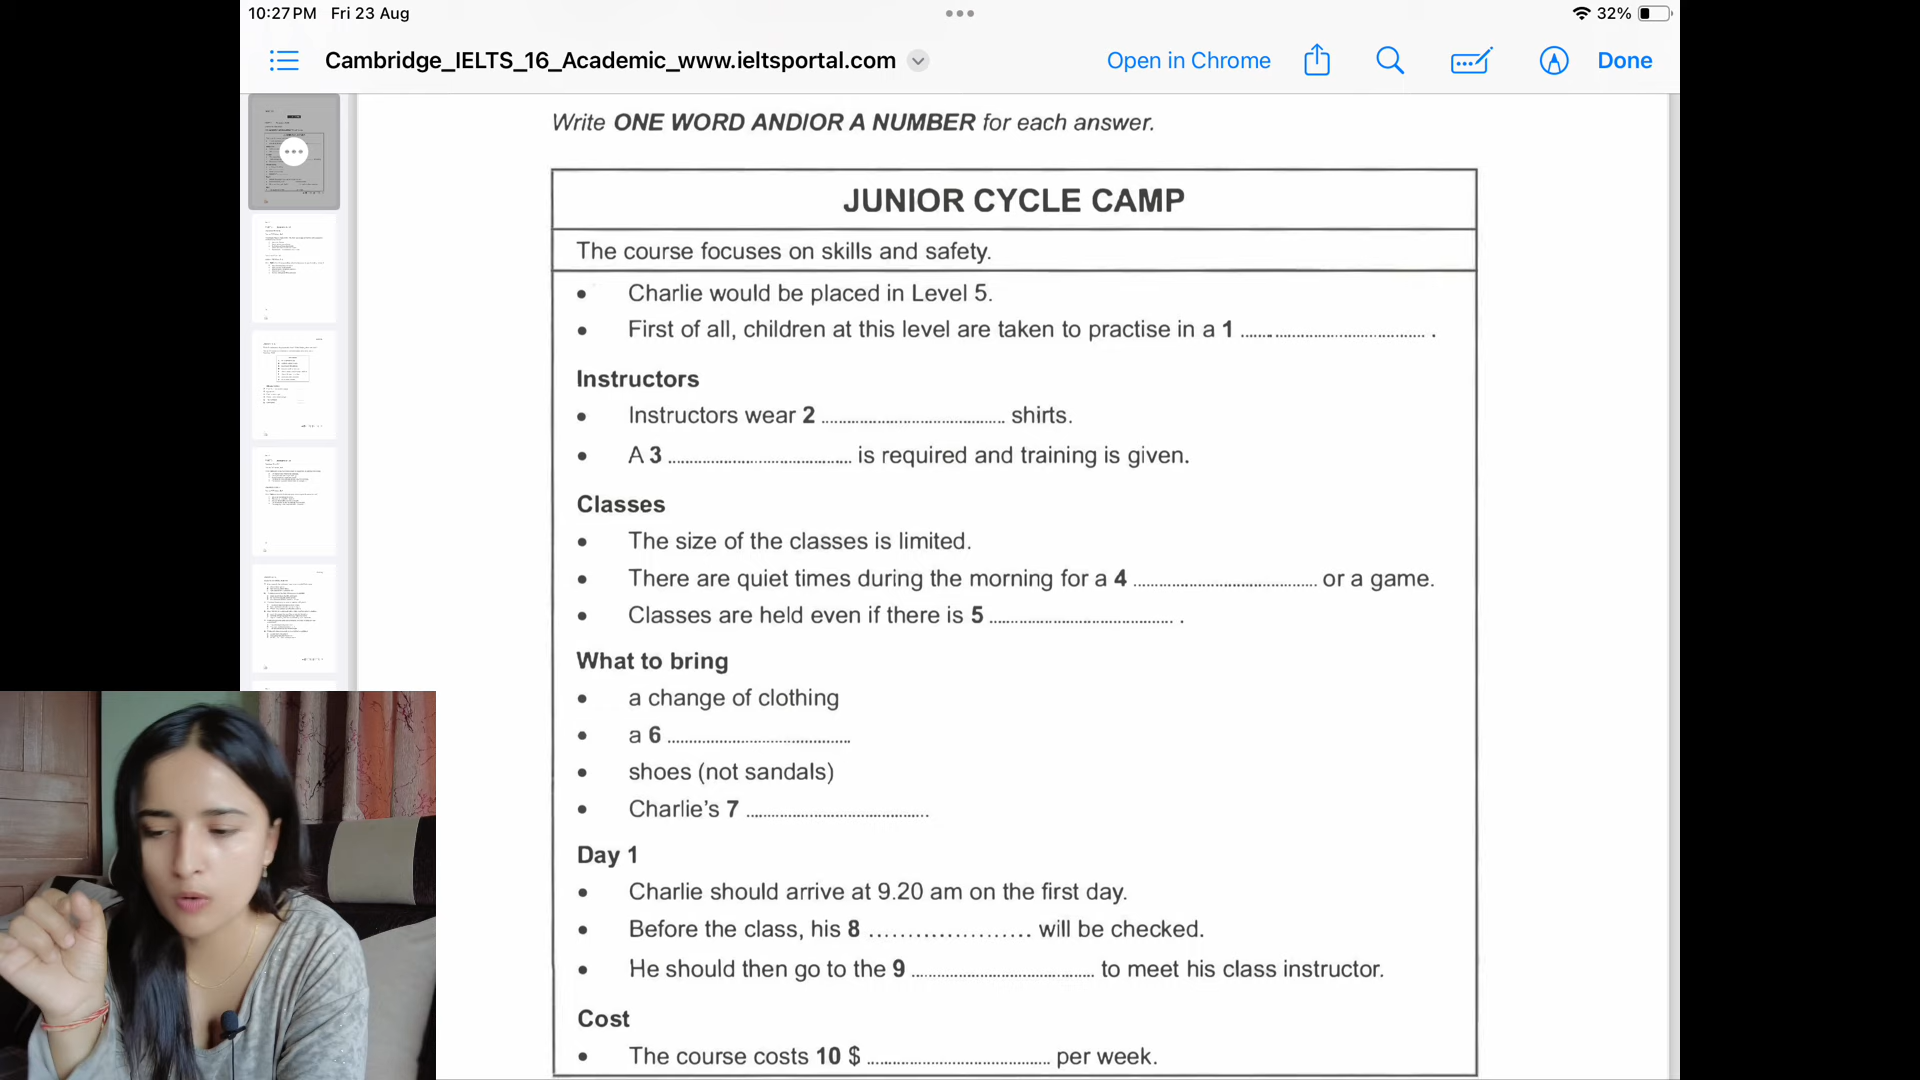 10:27 PM Fri 23 Aug
32%
Cambridge_IELTS_16_Academic_www.ieltsportal.com
Open in Chrome
Done
Write ONE WORD AND/OR A NUMBER for each answer.
JUNIOR CYCLE CAMP
The course focuses on skills and safety.
• Charlie would be placed in Level 5.
• First of all, children at this level are taken to practise in a 1 ........................................ .
Instructors
• Instructors wear 2 ........................................ shirts.
• A 3 ........................................ is required and training is given.
Classes
• The size of the classes is limited.
• There are quiet times during the morning for a 4 ........................................ or a game.
• Classes are held even if there is 5 ........................................ .
What to bring
• a change of clothing
• a 6 ........................................
• shoes (not sandals)
• Charlie's 7 ........................................
Day 1
• Charlie should arrive at 9.20 am on the first day.
• Before the class, his 8 ..................... will be checked.
• He should then go to the 9 ........................................ to meet his class instructor.
Cost
• The course costs 10 $ ........................................ per week.